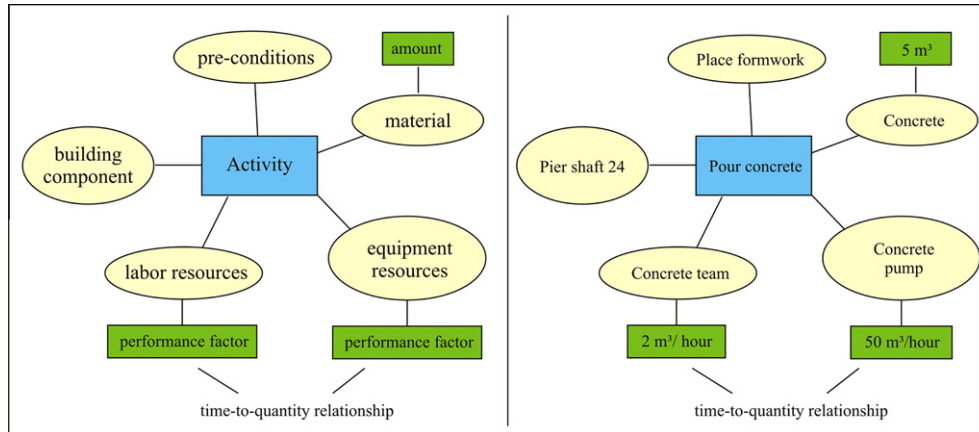 pre-conditions
amount
material
building
component
Activity
labor resources
equipment
resources
performance factor
performance factor
time-to-quantity relationship
Place formwork
5 m³
Concrete
Pier shaft 24
Pour concrete
Concrete team
Concrete
pump
2 m³/ hour
50 m³/hour
time-to-quantity relationship